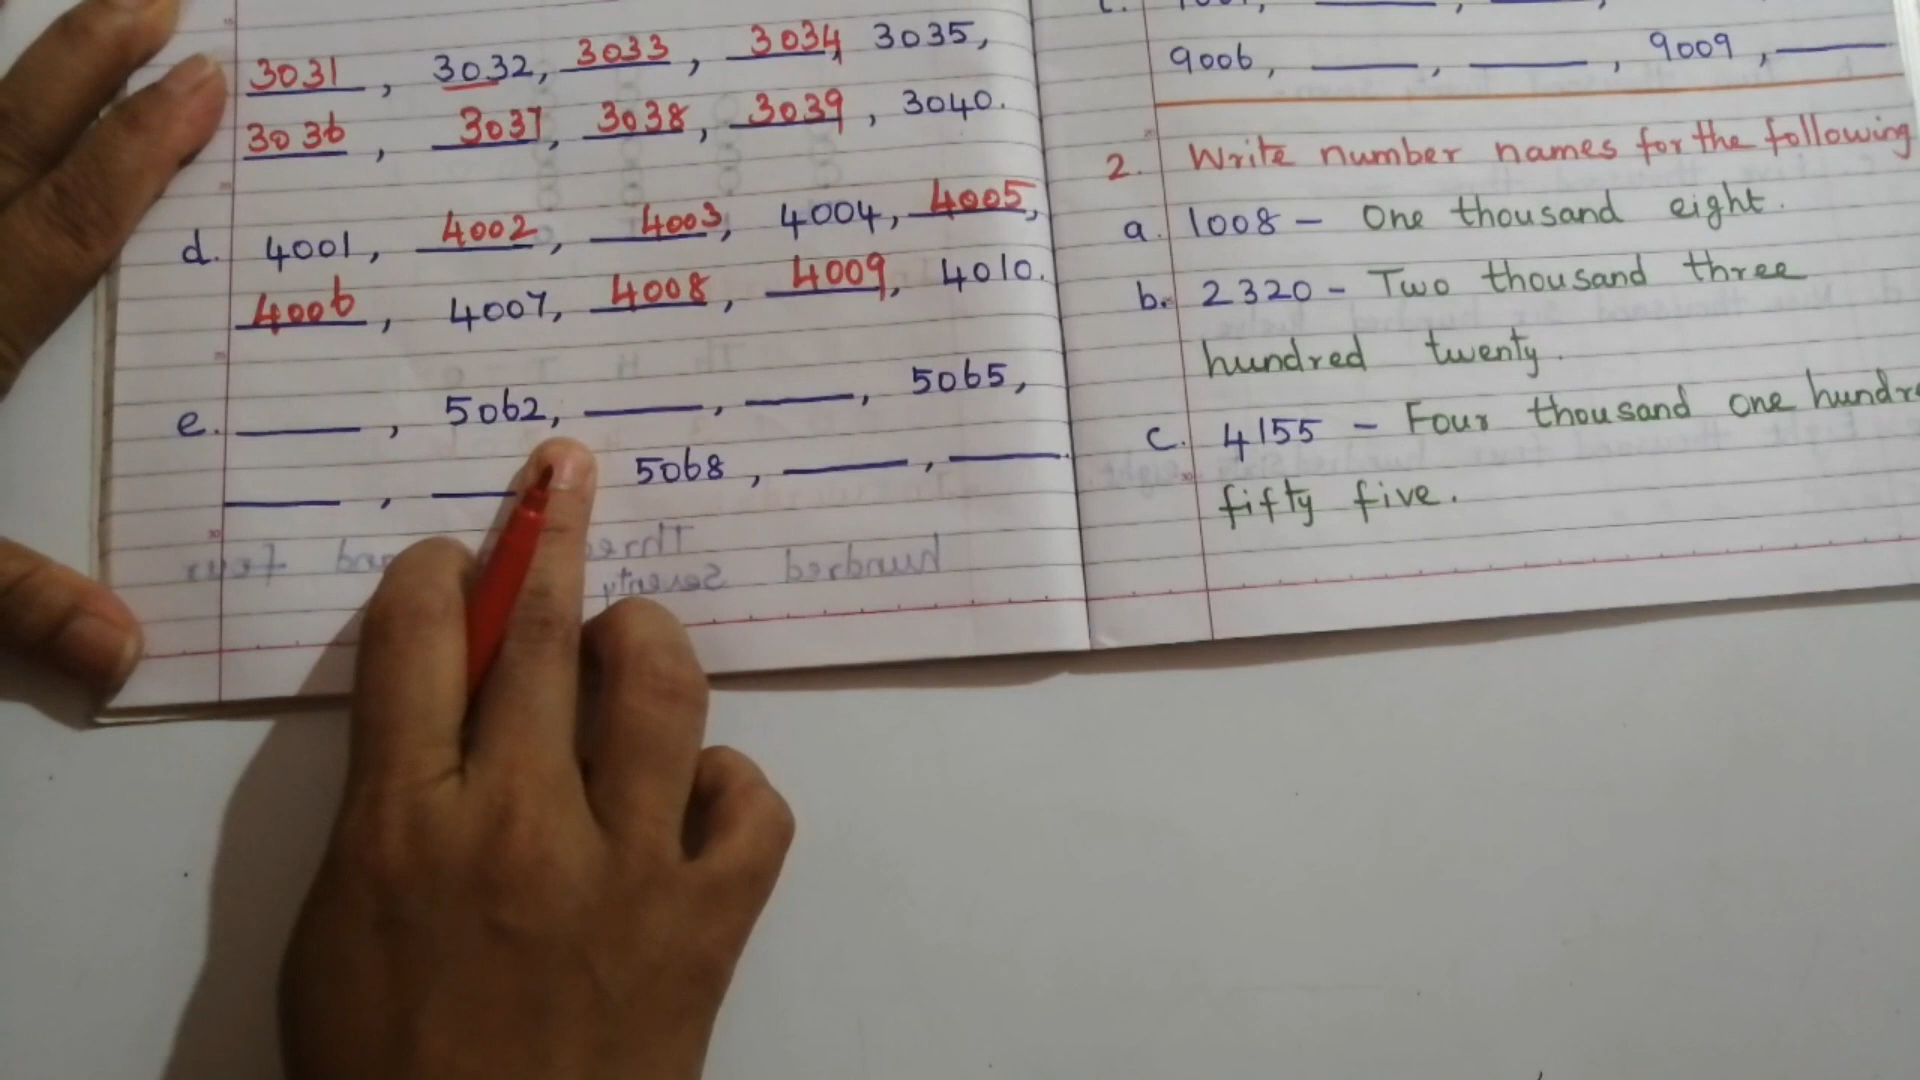 3031, 3032, 3033, 3034, 3035,
3036, 3037, 3038, 3039, 3040.
d. 4001, 4002, 4003, 4004, 4005,
4006, 4007, 4008, 4009, 4010.
e. ____, 5062, ____, ____, 5065,
____, ____ 5068, ____, ____.
9006, ____, ____, 9009, ____
2. Write number names for the following
a. 1008 - One thousand eight.
b. 2320 - Two thousand three
hundred twenty.
c. 4155 - Four thousand one hundre
fifty five.